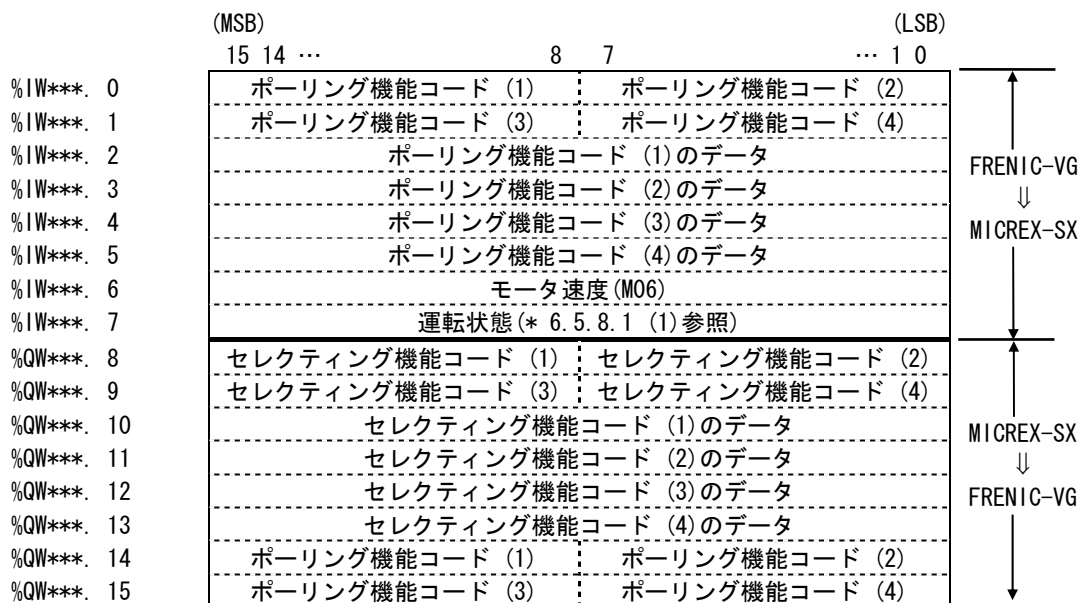 (MSB) (LSB)
15 14 … 8 7 … 1 0
%IW***. 0 ポーリング機能コード (1) ポーリング機能コード (2)
%IW***. 1 ポーリング機能コード (3) ポーリング機能コード (4)
%IW***. 2 ポーリング機能コード (1)のデータ
%IW***. 3 ポーリング機能コード (2)のデータ
%IW***. 4 ポーリング機能コード (3)のデータ
%IW***. 5 ポーリング機能コード (4)のデータ
%IW***. 6 モータ速度(M06)
%IW***. 7 運転状態(* 6.5.8.1 (1)参照)
FRENIC-VG
⇓
MICREX-SX
%QW***. 8 セレクティング機能コード (1) セレクティング機能コード (2)
%QW***. 9 セレクティング機能コード (3) セレクティング機能コード (4)
%QW***. 10 セレクティング機能コード (1)のデータ
%QW***. 11 セレクティング機能コード (2)のデータ
%QW***. 12 セレクティング機能コード (3)のデータ
%QW***. 13 セレクティング機能コード (4)のデータ
%QW***. 14 ポーリング機能コード (1) ポーリング機能コード (2)
%QW***. 15 ポーリング機能コード (3) ポーリング機能コード (4)
MICREX-SX
⇓
FRENIC-VG